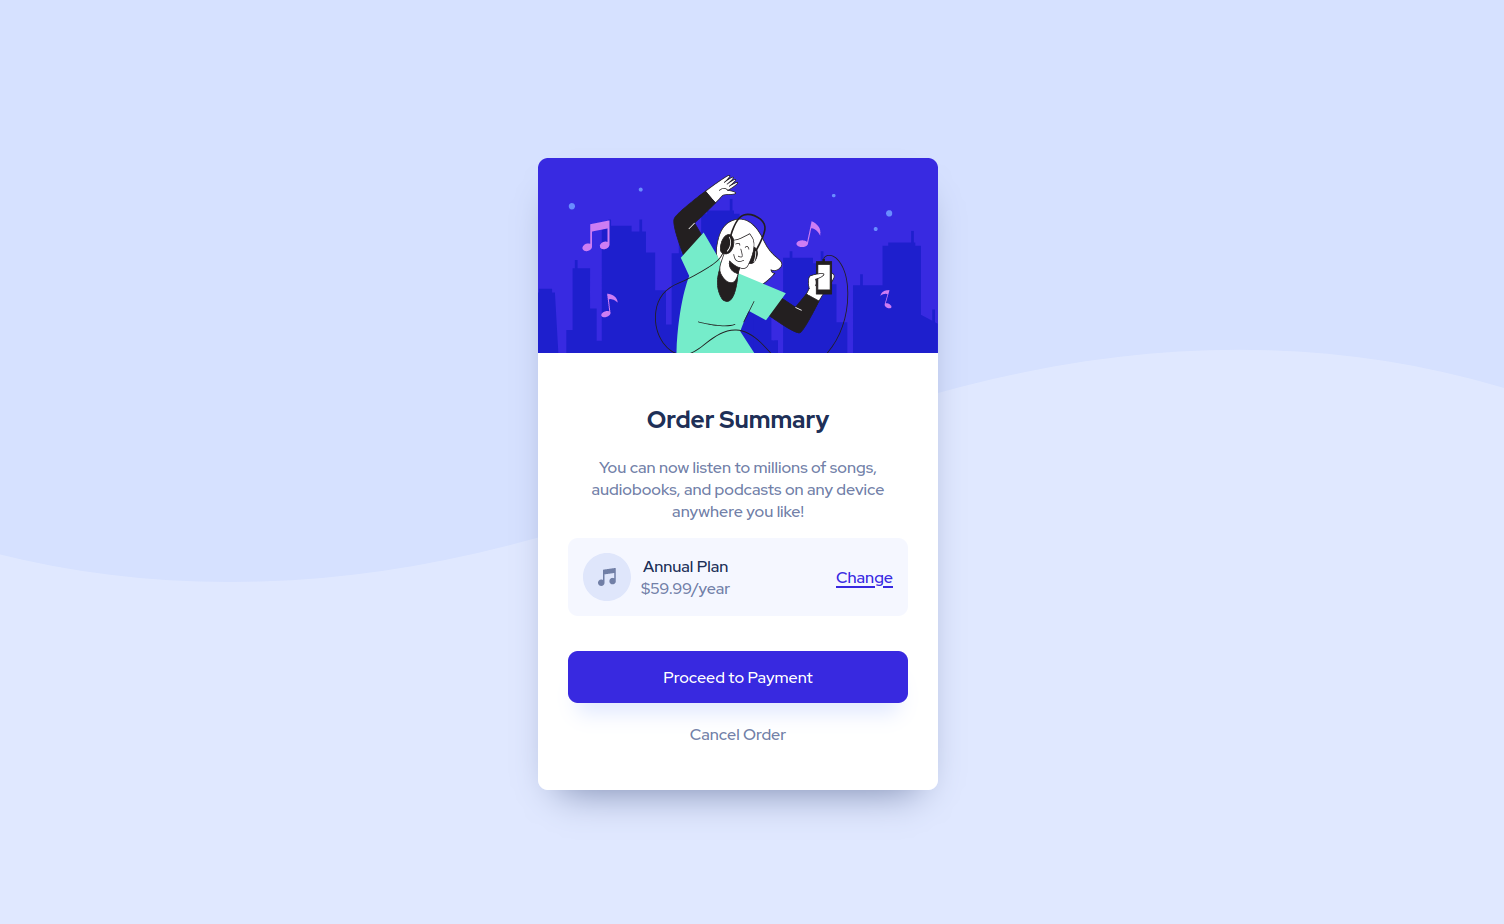 Order Summary
You can now listen to millions of songs,
audiobooks, and podcasts on any device
anywhere you like!
Annual Plan
$59.99/year
Change
Proceed to Payment
Cancel Order